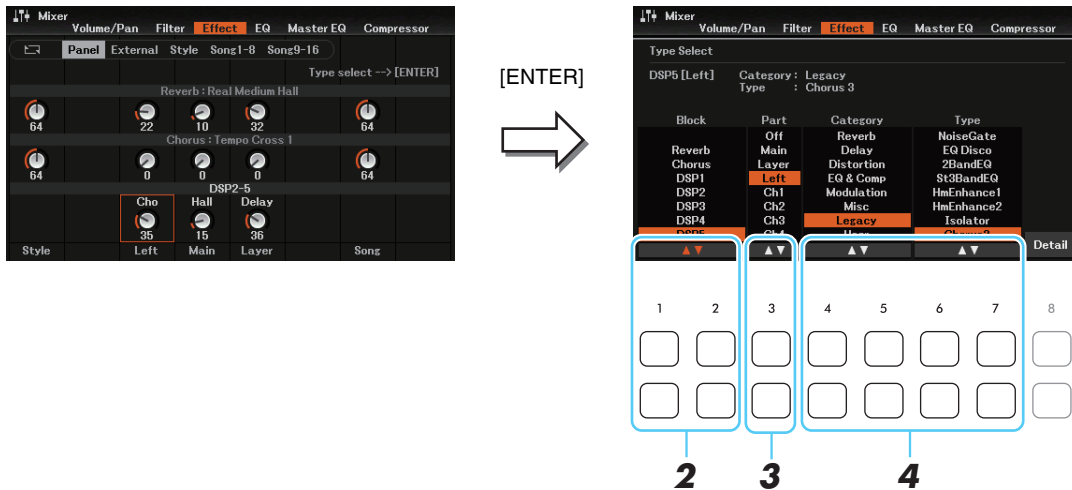 Mixer
Volume/Pan Filter Effect EQ Master EQ Compressor
Panel External Style Song1-8 Song9-16
Type select --> [ENTER]
Reverb : Real Medium Hall
64 22 10 32 64
Chorus : Tempo Cross 1
64 0 0 0 64
DSP2-5
Cho Hall Delay
35 15 36
Style Left Main Layer Song
[ENTER]
Mixer
Volume/Pan Filter Effect EQ Master EQ Compressor
Type Select
DSP5 [Left] Category : Legacy
Type : Chorus 3
Block Part Category Type
Off Reverb NoiseGate
Reverb Main Delay EQ Disco
Chorus Layer Distortion 2BandEQ
DSP1 Left EQ & Comp St3BandEQ
DSP2 Ch1 Modulation HmEnhance1
DSP3 Ch2 Misc HmEnhance2
DSP4 Ch3 Legacy Isolator
DSP5 Ch4 User Chorus3
Detail
1 2 3 4 5 6 7 8
2 3 4